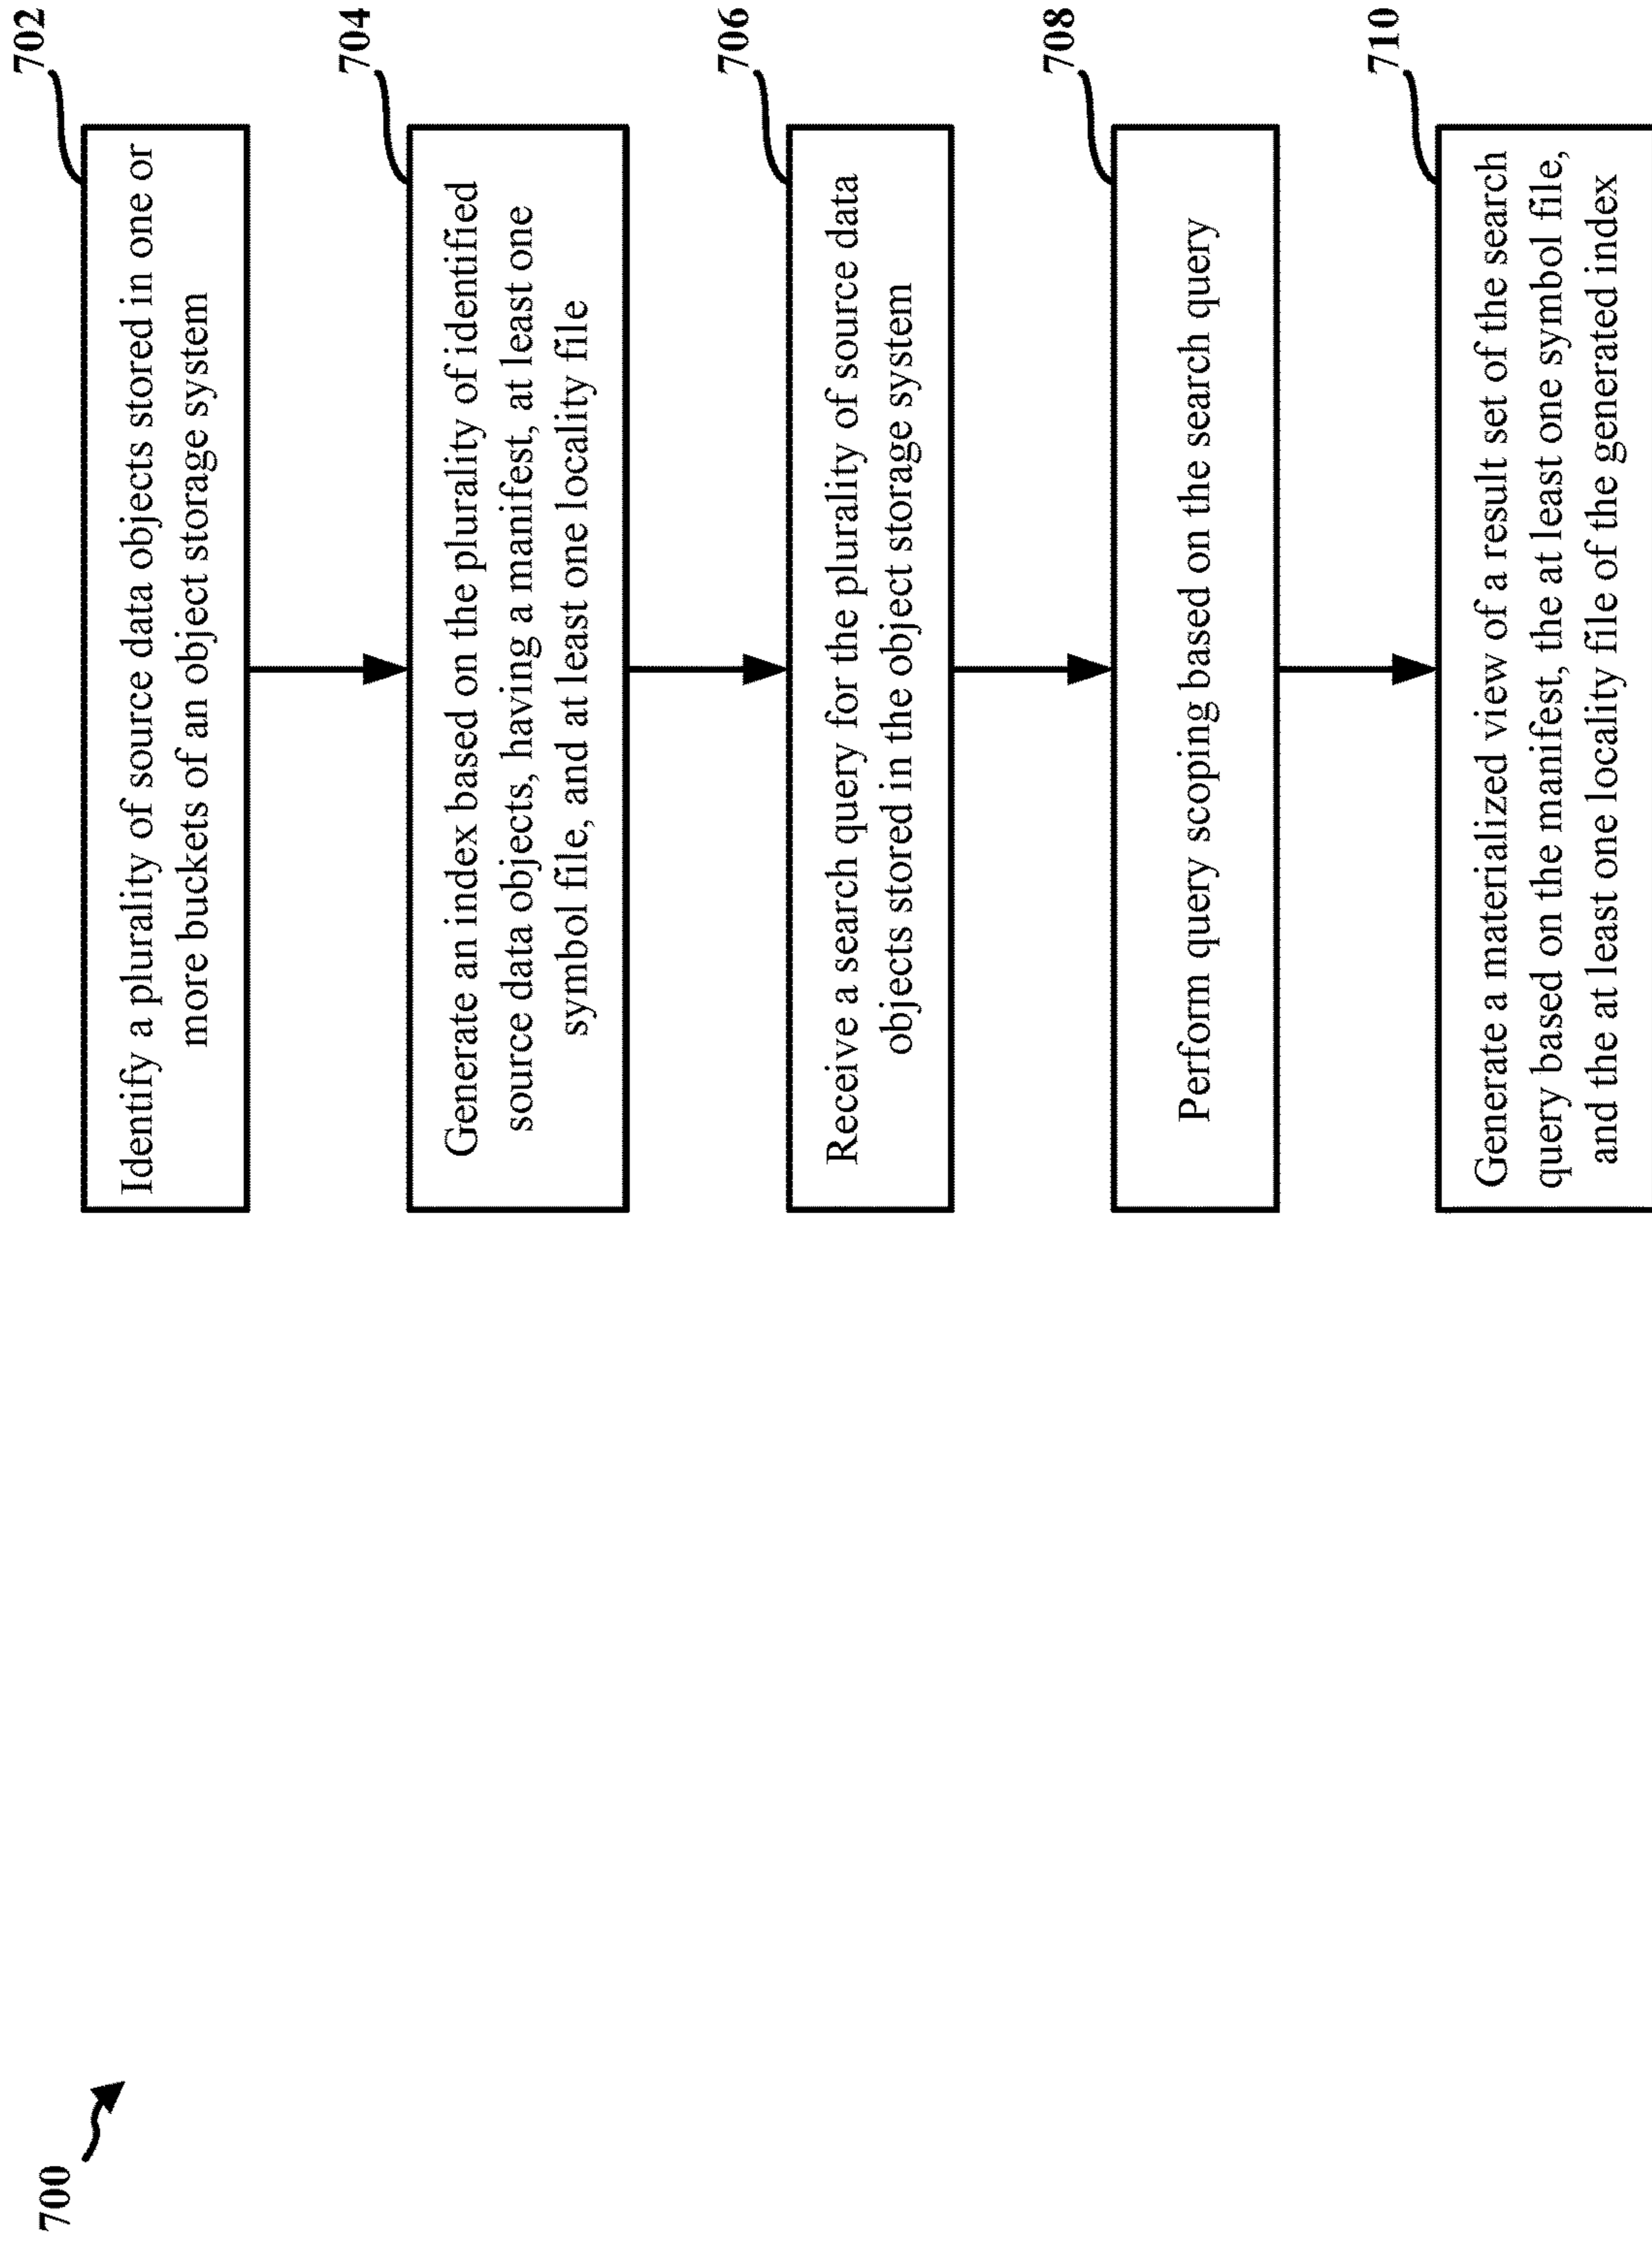 700
702
Identify a plurality of source data objects stored in one or
more buckets of an object storage system
704
Generate an index based on the plurality of identified
source data objects, having a manifest, at least one
symbol file, and at least one locality file
706
Receive a search query for the plurality of source data
objects stored in the object storage system
708
Perform query scoping based on the search query
710
Generate a materialized view of a result set of the search
query based on the manifest, the at least one symbol file,
and the at least one locality file of the generated index